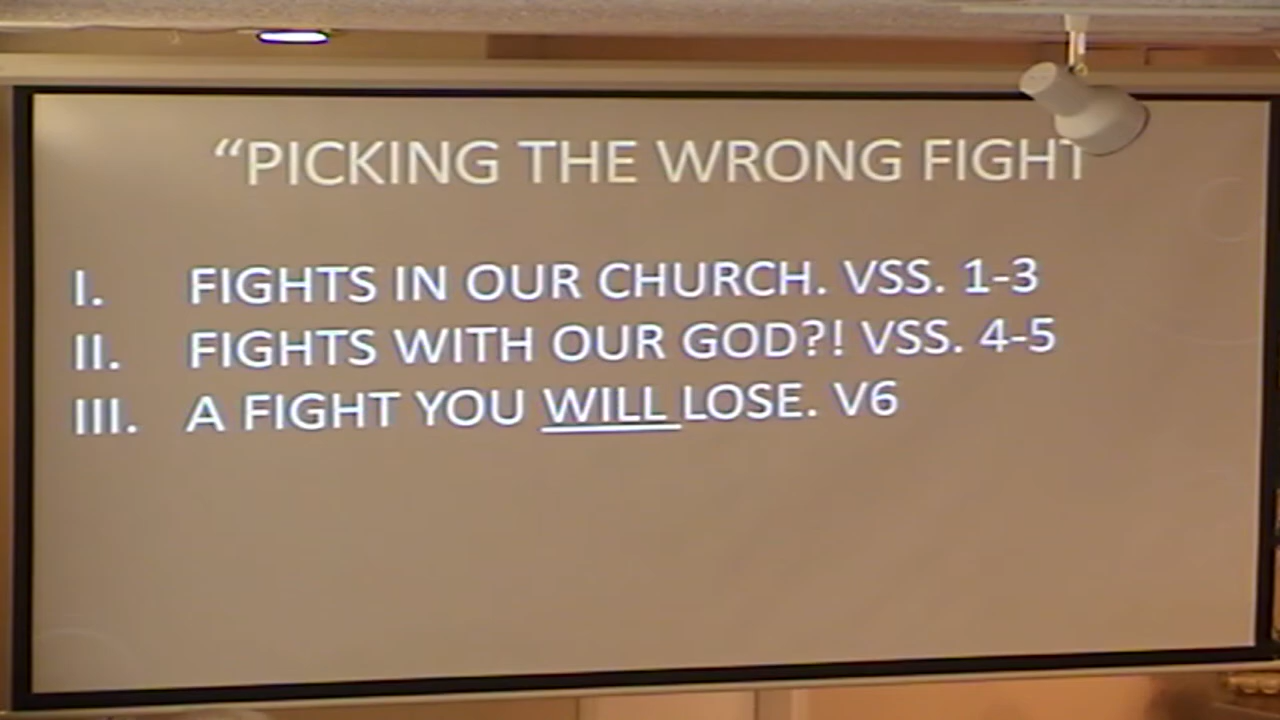 “PICKING THE WRONG FIGHT
I. FIGHTS IN OUR CHURCH. VSS. 1-3
II. FIGHTS WITH OUR GOD?! VSS. 4-5
III. A FIGHT YOU WILL LOSE. V6